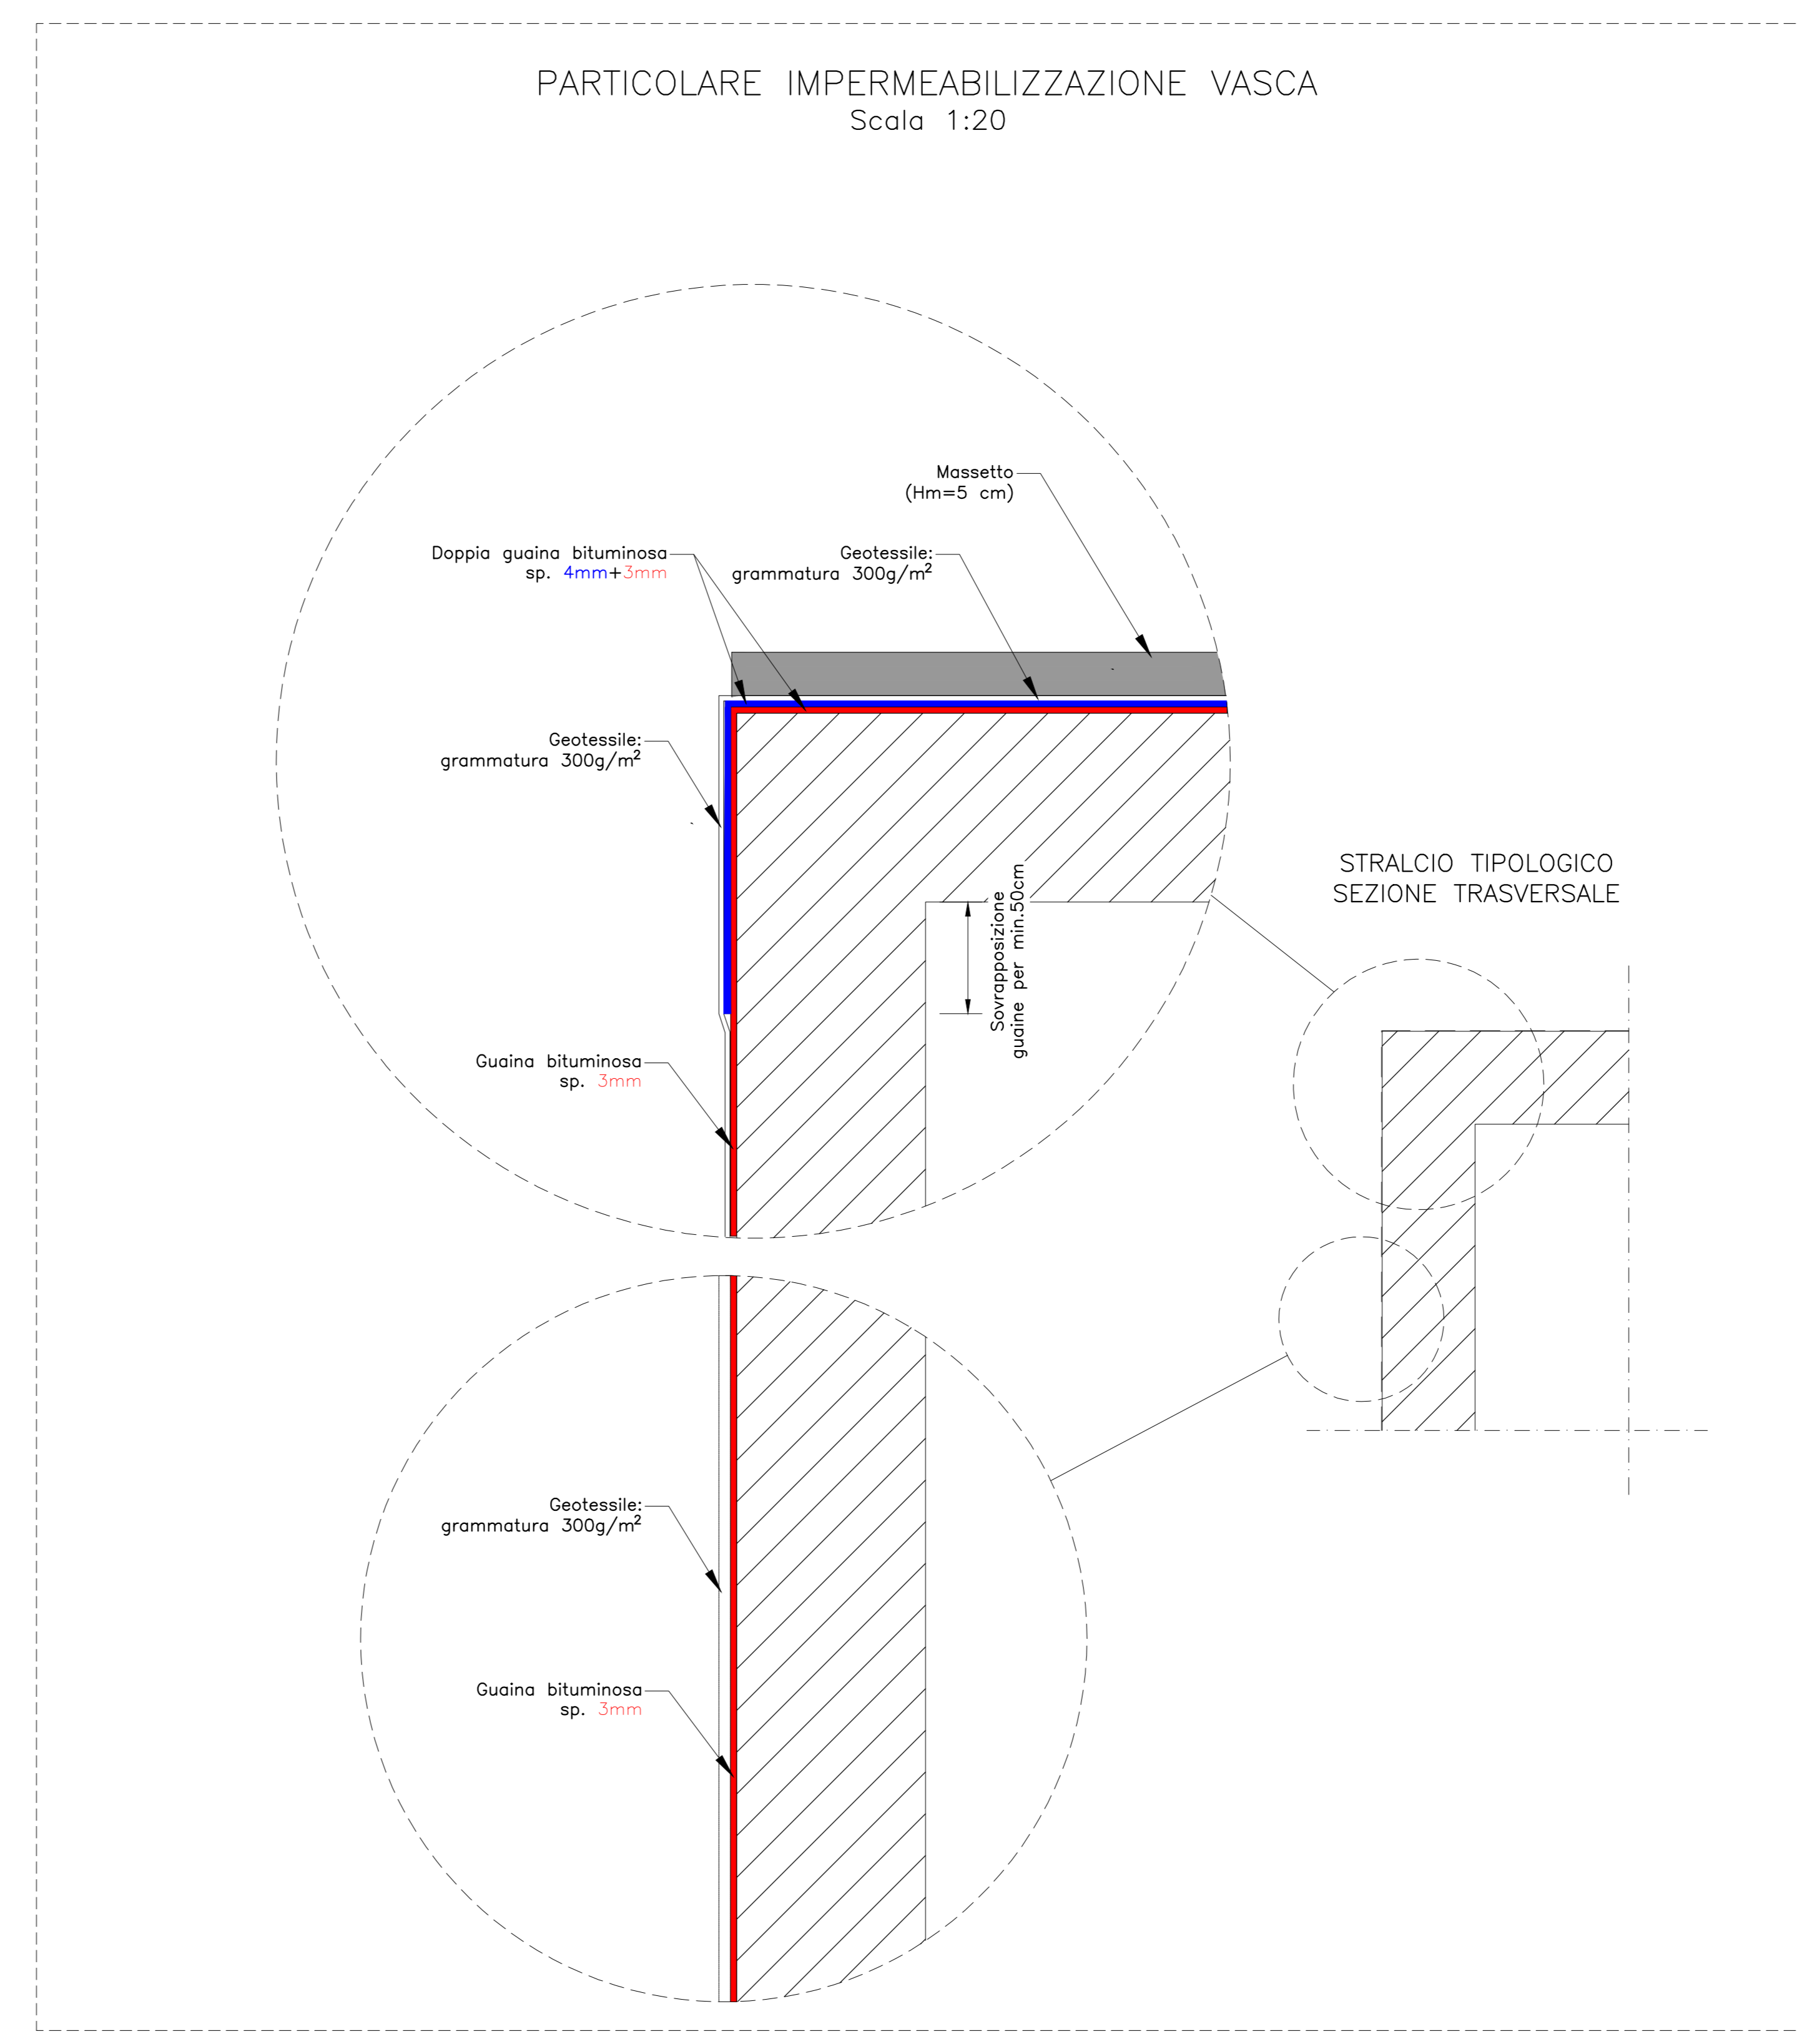 PARTICOLARE IMPERMEABILIZZAZIONE VASCA
Scala 1:20
Massetto
(Hm=5 cm)
Doppia guaina bituminosa
sp. 4mm+3mm
Geotessile:
grammatura 300g/m²
Geotessile:
grammatura 300g/m²
Sovrapposizione
guaine per min.50cm
STRALCIO TIPOLOGICO
SEZIONE TRASVERSALE
Guaina bituminosa
sp. 3mm
Geotessile:
grammatura 300g/m²
Guaina bituminosa
sp. 3mm